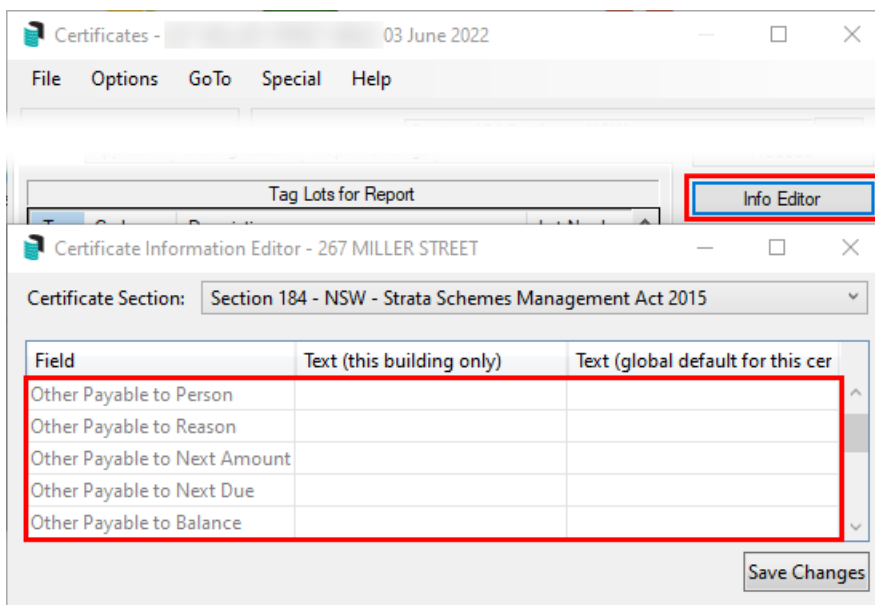 Certificates - 03 June 2022
File Options GoTo Special Help
Tag Lots for Report
Info Editor
Certificate Information Editor - 267 MILLER STREET
Certificate Section: Section 184 - NSW - Strata Schemes Management Act 2015
Field Text (this building only) Text (global default for this cer
Other Payable to Person
Other Payable to Reason
Other Payable to Next Amount
Other Payable to Next Due
Other Payable to Balance
Save Changes